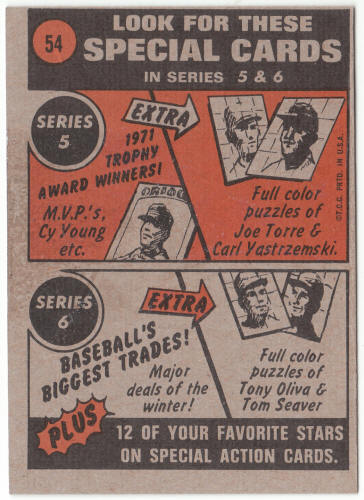 54
LOOK FOR THESE
SPECIAL CARDS
IN SERIES 5 & 6
SERIES
5
EXTRA
1971
TROPHY
AWARD WINNERS!
M.V.P.'s,
Cy Young
etc.
Full color
puzzles of
Joe Torre &
Carl Yastrzemski.
©T.C.G. PRTD. IN U.S.A.
SERIES
6
EXTRA
BASEBALL'S
BIGGEST TRADES!
Major
deals of the
winter!
Full color
puzzles of
Tony Oliva &
Tom Seaver
PLUS
12 OF YOUR FAVORITE STARS
ON SPECIAL ACTION CARDS.